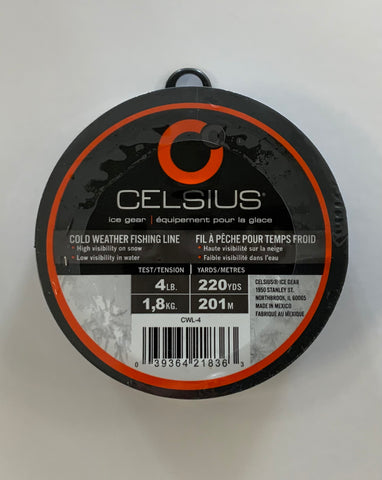 CELSIUS®
ice gear | équipement pour la glace
COLD WEATHER FISHING LINE
• High visibility on snow
• Low visibility in water
FIL À PÊCHE POUR TEMPS FROID
• Haute visibilité sur la neige
• Faible visibilité dans l'eau
TEST/TENSION YARDS/METRES
4LB. 220YDS
1,8KG. 201M
CELSIUS® ICE GEAR
1950 STANLEY ST.
NORTHBROOK, IL 60065
MADE IN MEXICO
FABRIQUÉ AU MEXIQUE
CWL-4
0 39364 21836 3